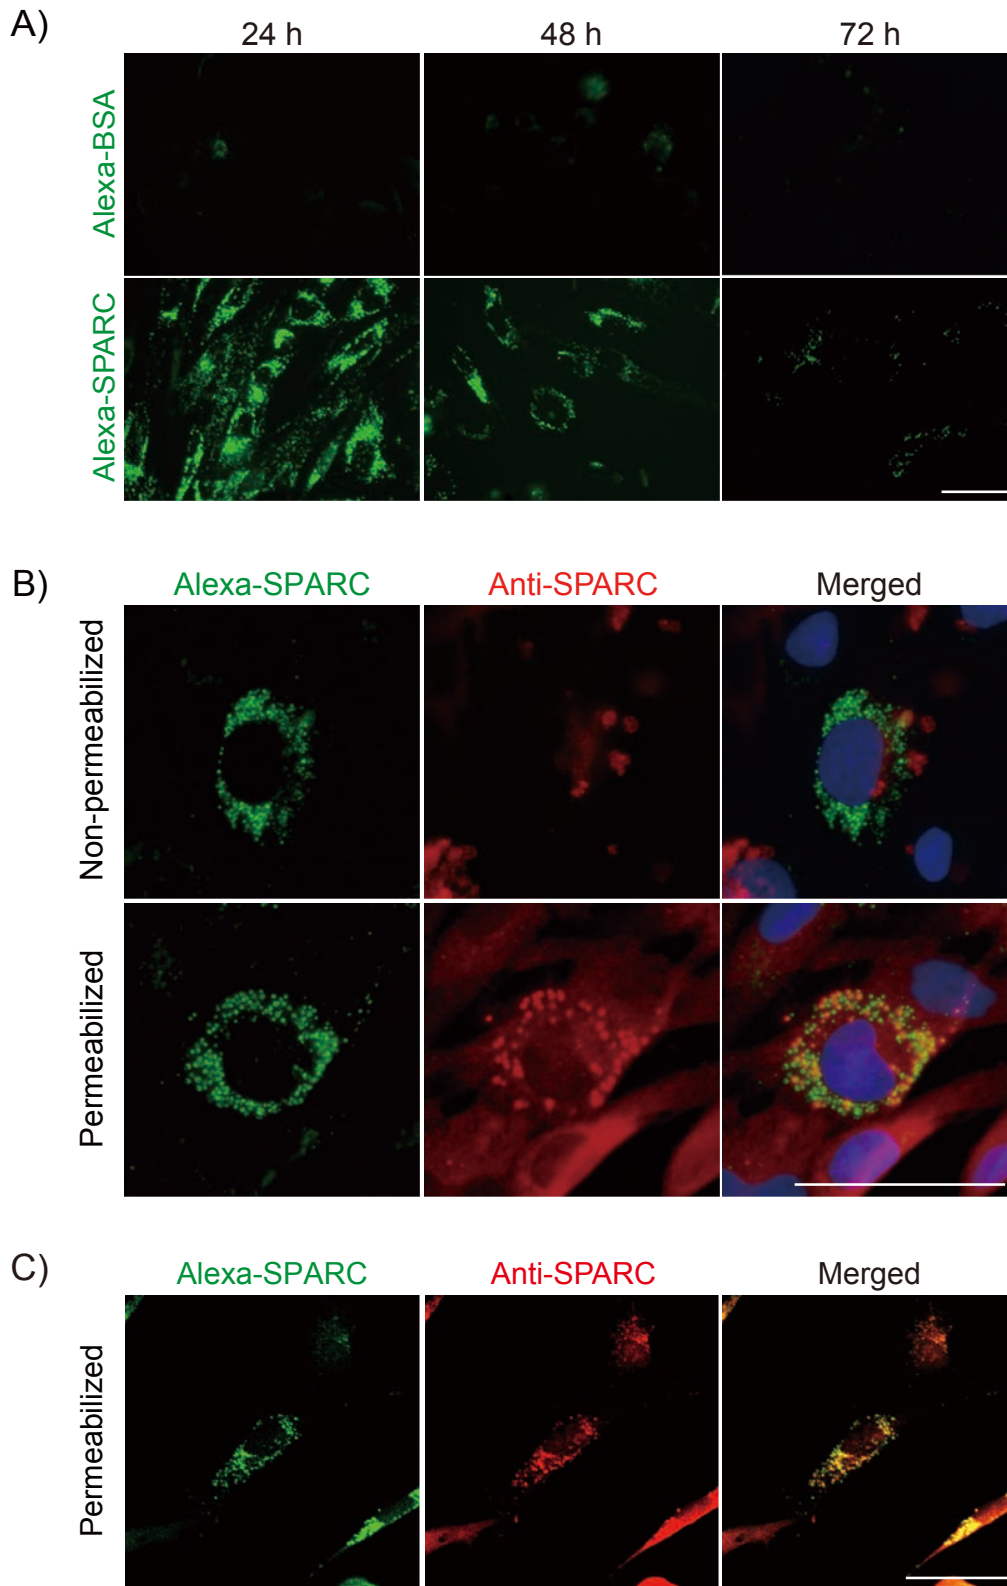 A)
24 h 48 h 72 h
Alexa-BSA
Alexa-SPARC
B)
Alexa-SPARC Anti-SPARC Merged
Non-permeabilized
Permeabilized
C)
Alexa-SPARC Anti-SPARC Merged
Permeabilized